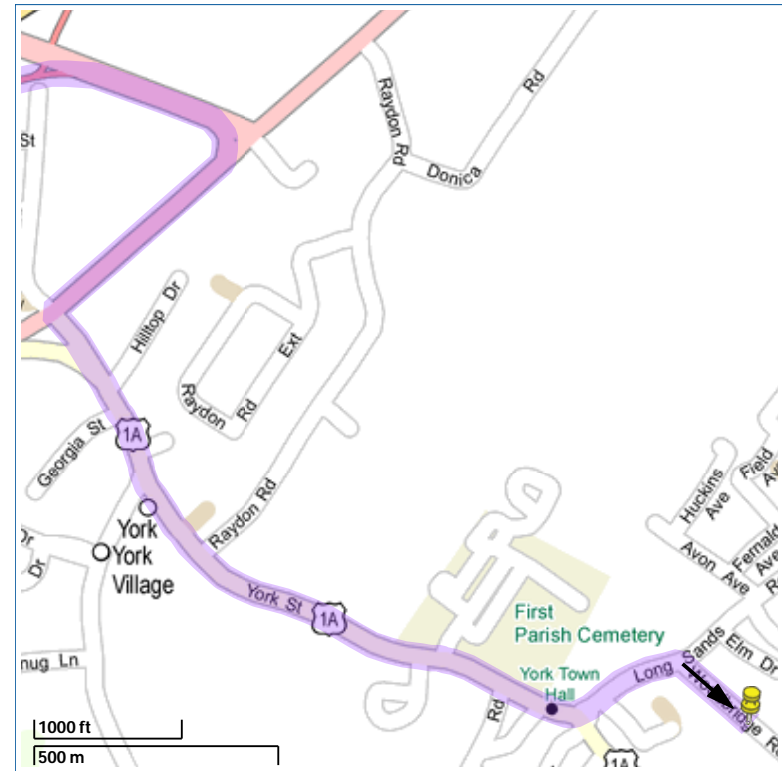 St
Raydon Rd
Donica
Rd
Hilltop Dr
Ext
Raydon
Rd
1A
Georgia St
Field
Av
Huckins
Ave
Raydon Rd
York
Dr
York
Village
Dr
Fernald
Ave
Avon Ave
R
York St
1A
First
Parish Cemetery
York Town
Hall
Long Sands
Elm Dr
nug Ln
Rd
1000 ft
500 m
1A